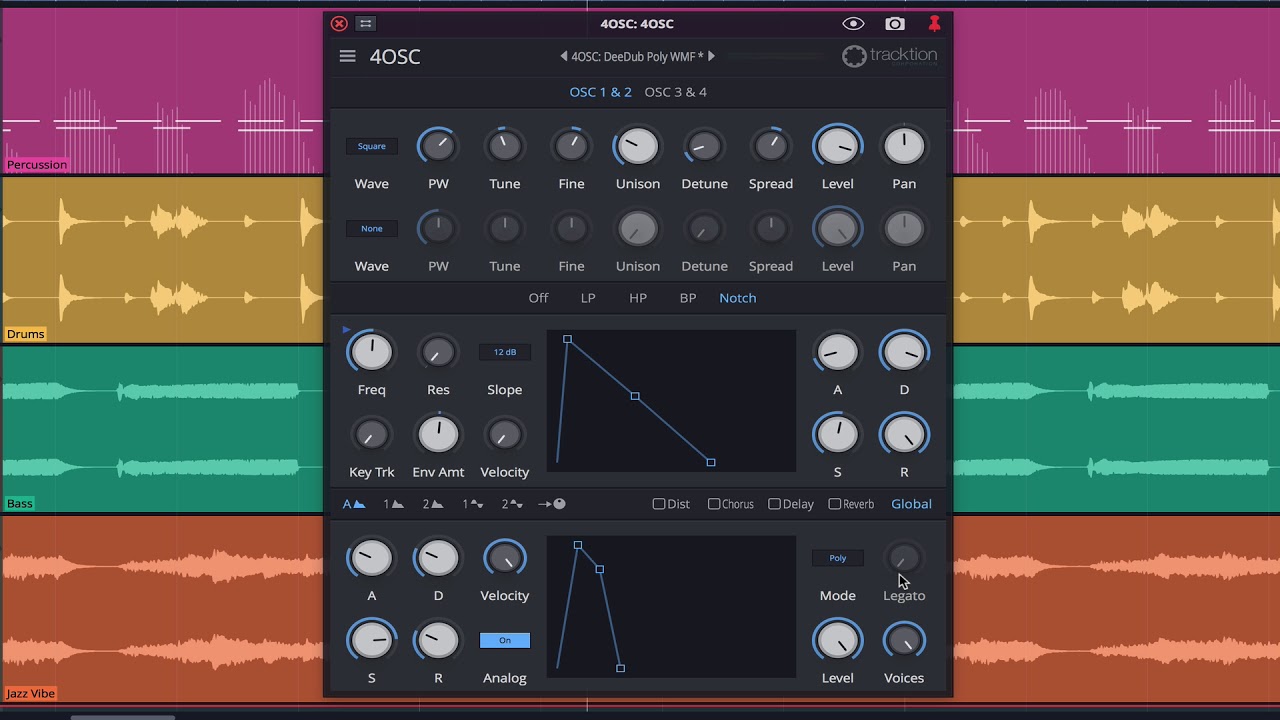 4OSC: 4OSC
4OSC
4OSC: DeeDub Poly WMF *
tracktion
CORPORATION
OSC 1 & 2 OSC 3 & 4
Square
Wave PW Tune Fine Unison Detune Spread Level Pan
None
Wave PW Tune Fine Unison Detune Spread Level Pan
Off LP HP BP Notch
12 dB
Freq Res Slope A D
Key Trk Env Amt Velocity S R
A 1 2 1 2 Dist Chorus Delay Reverb Global
Poly
A D Velocity Mode Legato
On
S R Analog Level Voices
Percussion
Drums
Bass
Jazz Vibe